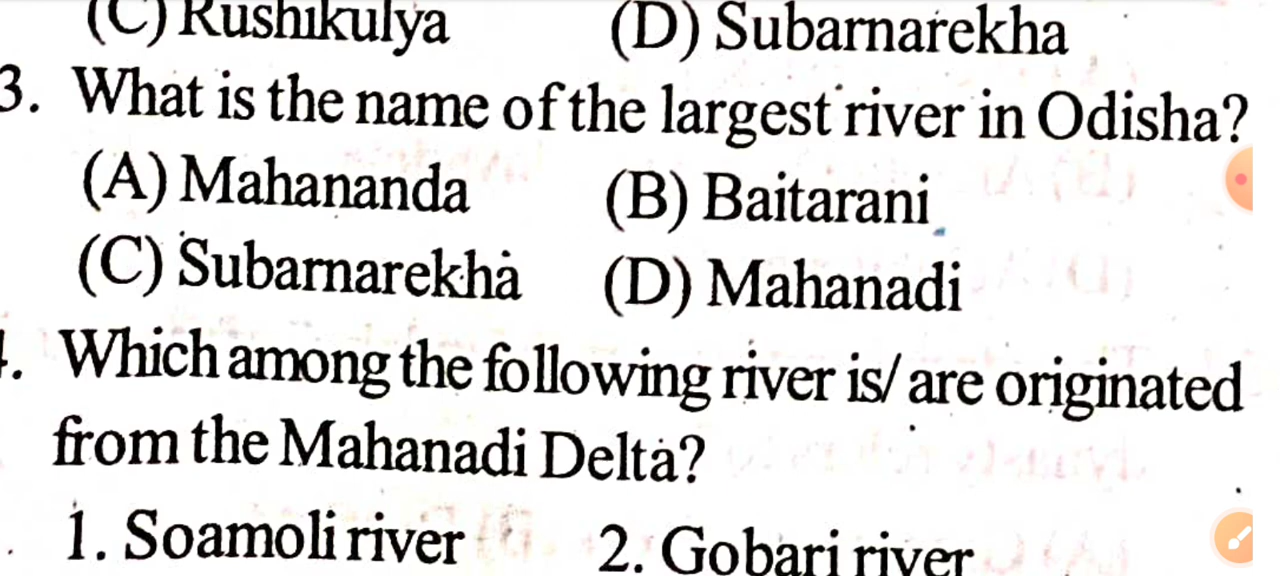 (C) Rushikulya (D) Subarnarekha
3. What is the name of the largest river in Odisha?
(A) Mahananda (B) Baitarani
(C) Subarnarekha (D) Mahanadi
4. Which among the following river is/ are originated
from the Mahanadi Delta?
1. Soamoli river 2. Gobari river